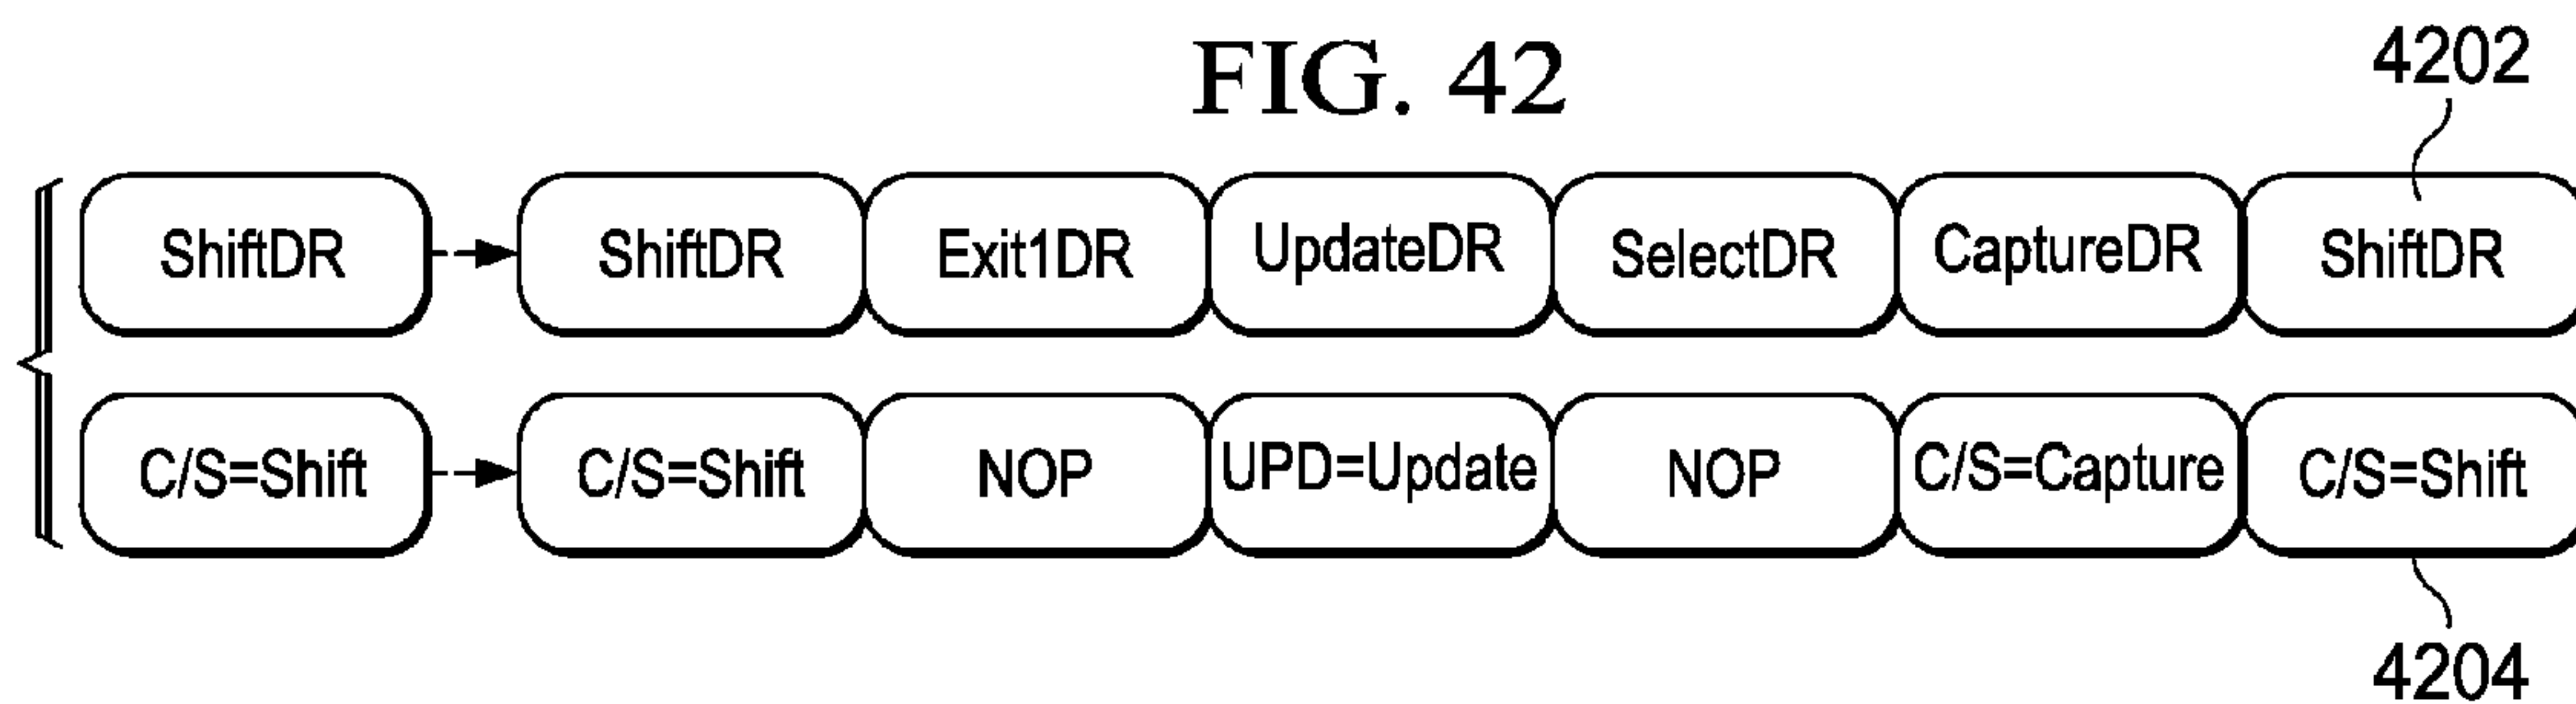 FIG. 42
4202
ShiftDR ShiftDR Exit1DR UpdateDR SelectDR CaptureDR ShiftDR
C/S=Shift C/S=Shift NOP UPD=Update NOP C/S=Capture C/S=Shift
4204